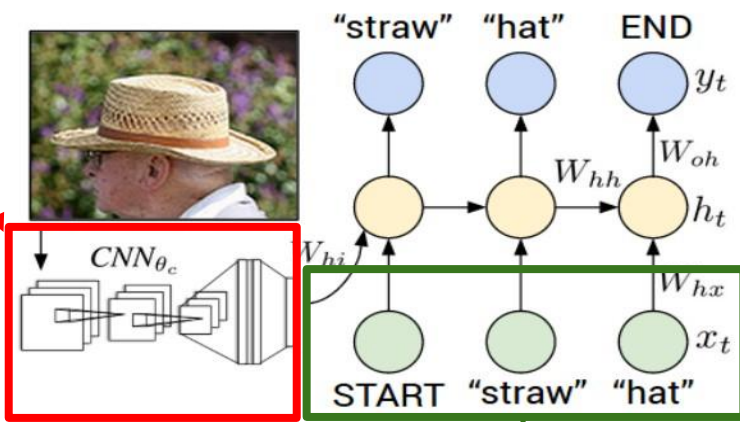 “straw” “hat” END
y_t
W_hh W_oh
h_t
CNN_θc
W_hi
W_hx
x_t
START “straw” “hat”